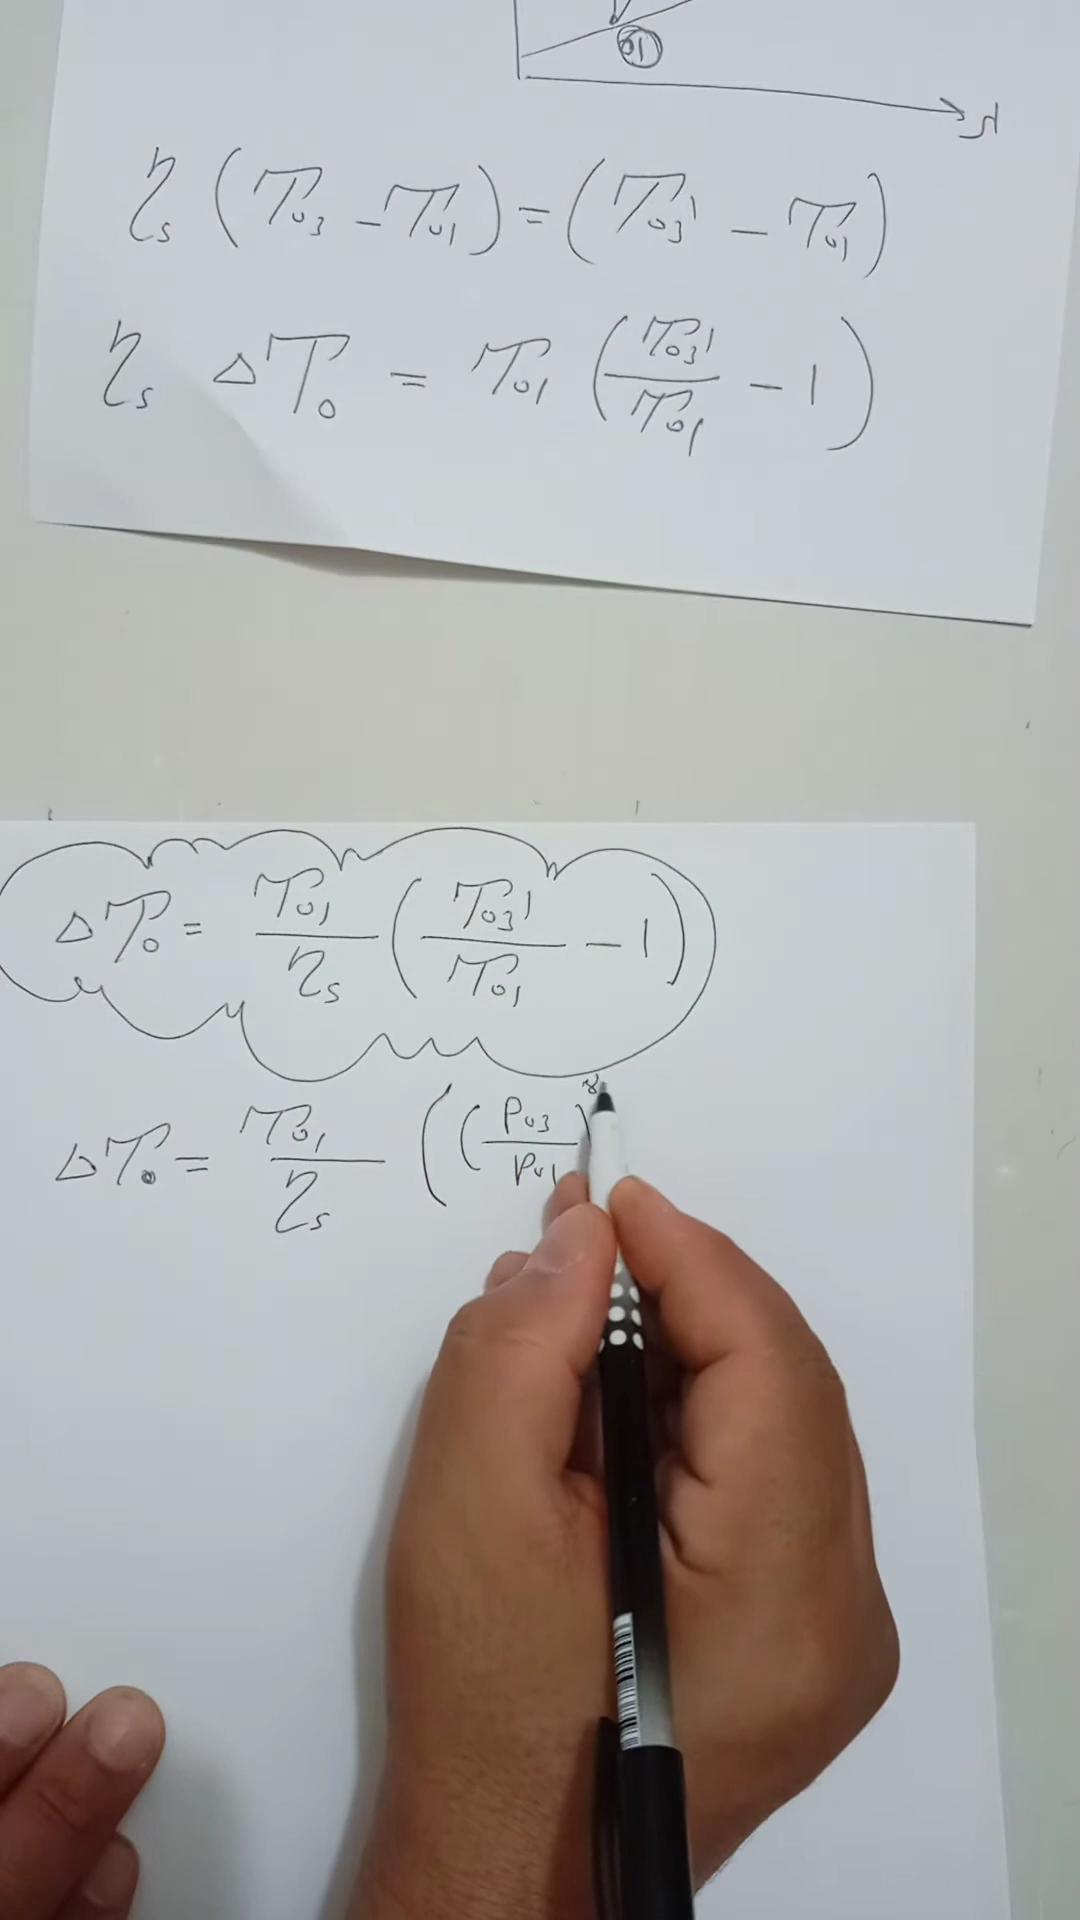 01
s
ηs (T03 - T01) = (T03' - T01)
ηs ΔT0 = T01 (T03'/T01 - 1)
ΔT0 = T01/ηs (T03'/T01 - 1)
ΔT0 = T01/ηs ((P03/P01)^γ